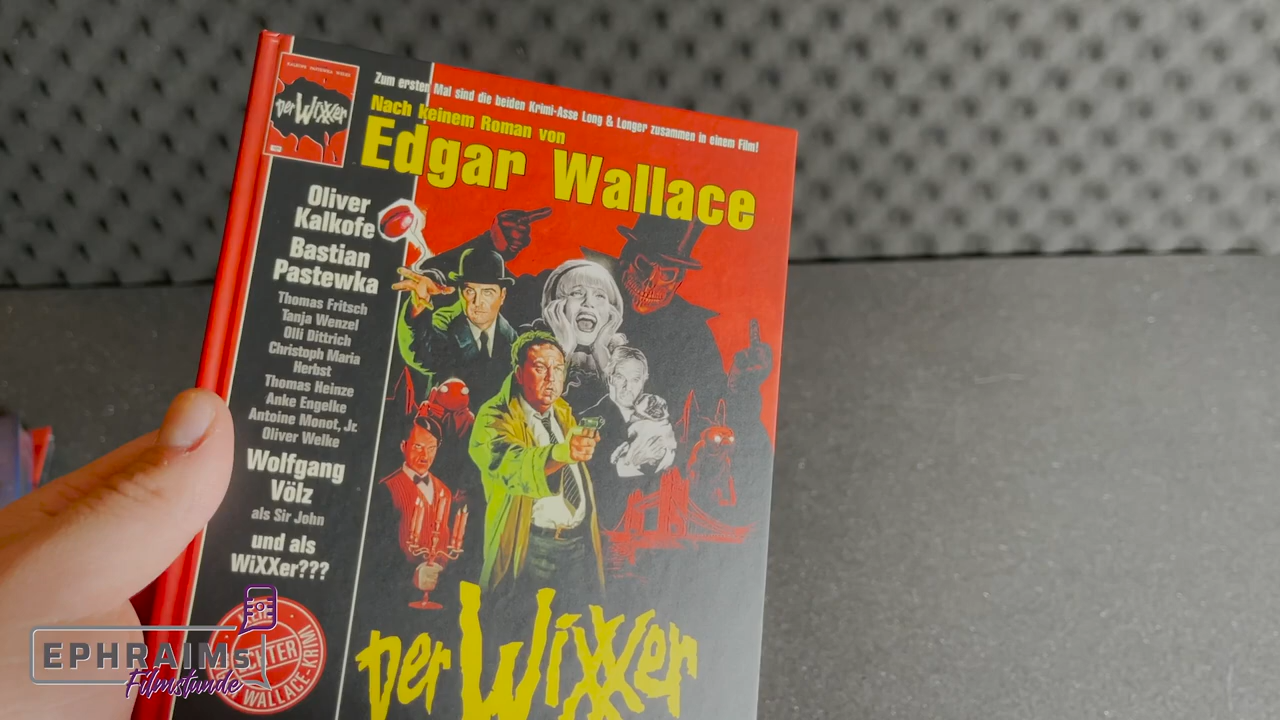 Zum ersten Mal sind die beiden Krimi-Asse Long & Longer zusammen in einem Film!
Nach keinem Roman von
Edgar Wallace
der WiXXer
Oliver
Kalkofe
Bastian
Pastewka
Thomas Fritsch
Tanja Wenzel
Olli Dittrich
Christoph Maria
Herbst
Thomas Heinze
Anke Engelke
Antoine Monot, Jr.
Oliver Welke
Wolfgang
Völz
als Sir John
und als
WiXXer???
WALLACE-KRIMI
der WiXXer
EPHRAIMs
Filmstunde